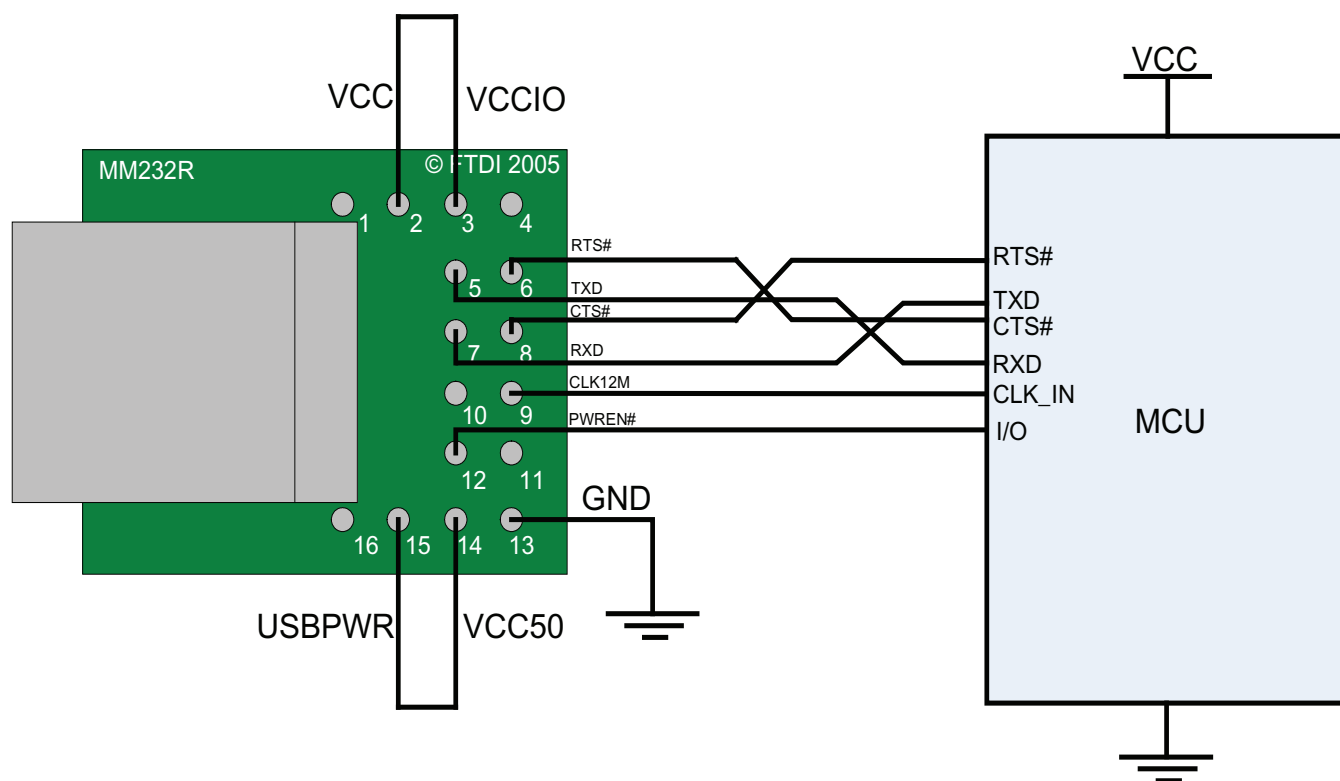 VCC
VCC
VCCIO
MM232R
© FTDI 2005
1
2
3
4
RTS#
RTS#
5
6
TXD
TXD
CTS#
CTS#
7
8
RXD
RXD
CLK12M
CLK_IN
10
9
PWREN#
I/O
MCU
12
11
GND
16
15
14
13
USBPWR
VCC50